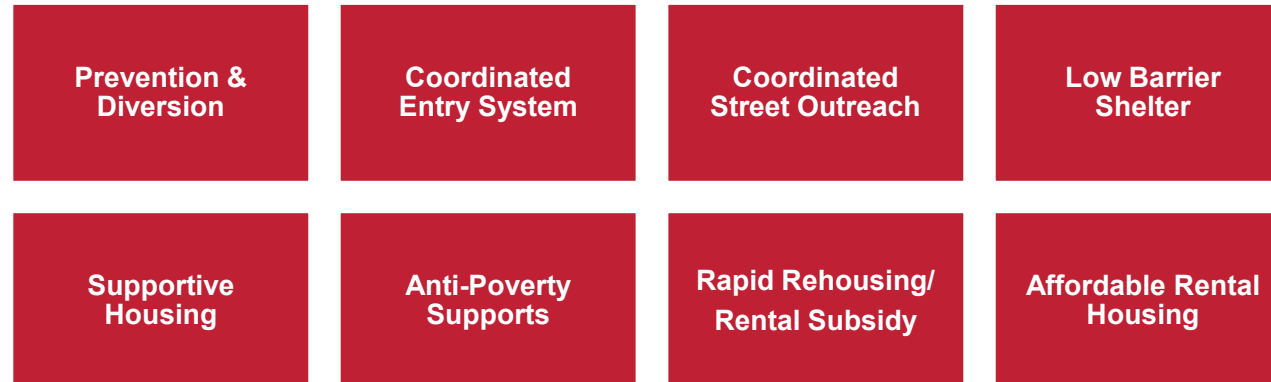 Prevention &
Diversion
Coordinated
Entry System
Coordinated
Street Outreach
Low Barrier
Shelter
Supportive
Housing
Anti-Poverty
Supports
Rapid Rehousing/
Rental Subsidy
Affordable Rental
Housing